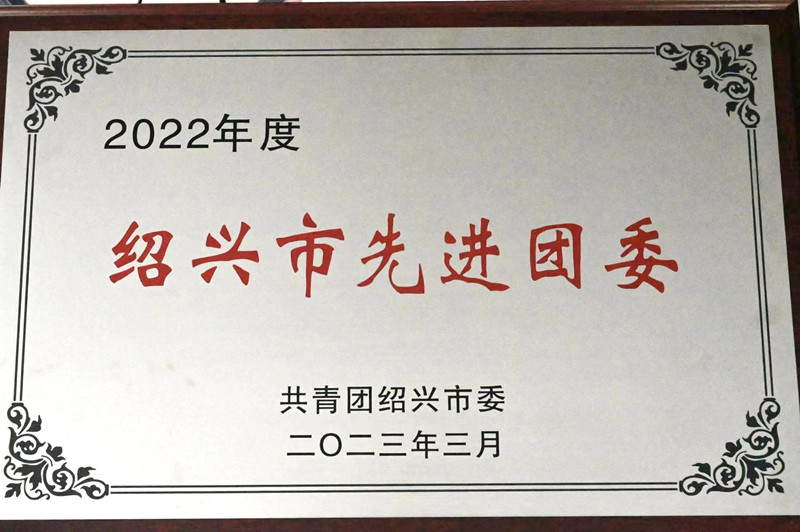 2022年度
绍兴市先进团委
共青团绍兴市委
二〇二三年三月